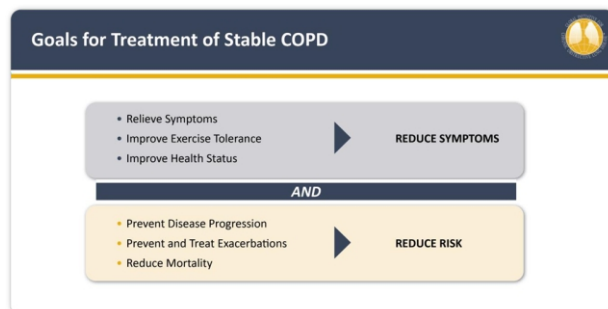 Goals for Treatment of Stable COPD
• Relieve Symptoms
• Improve Exercise Tolerance
• Improve Health Status
REDUCE SYMPTOMS
AND
• Prevent Disease Progression
• Prevent and Treat Exacerbations
• Reduce Mortality
REDUCE RISK